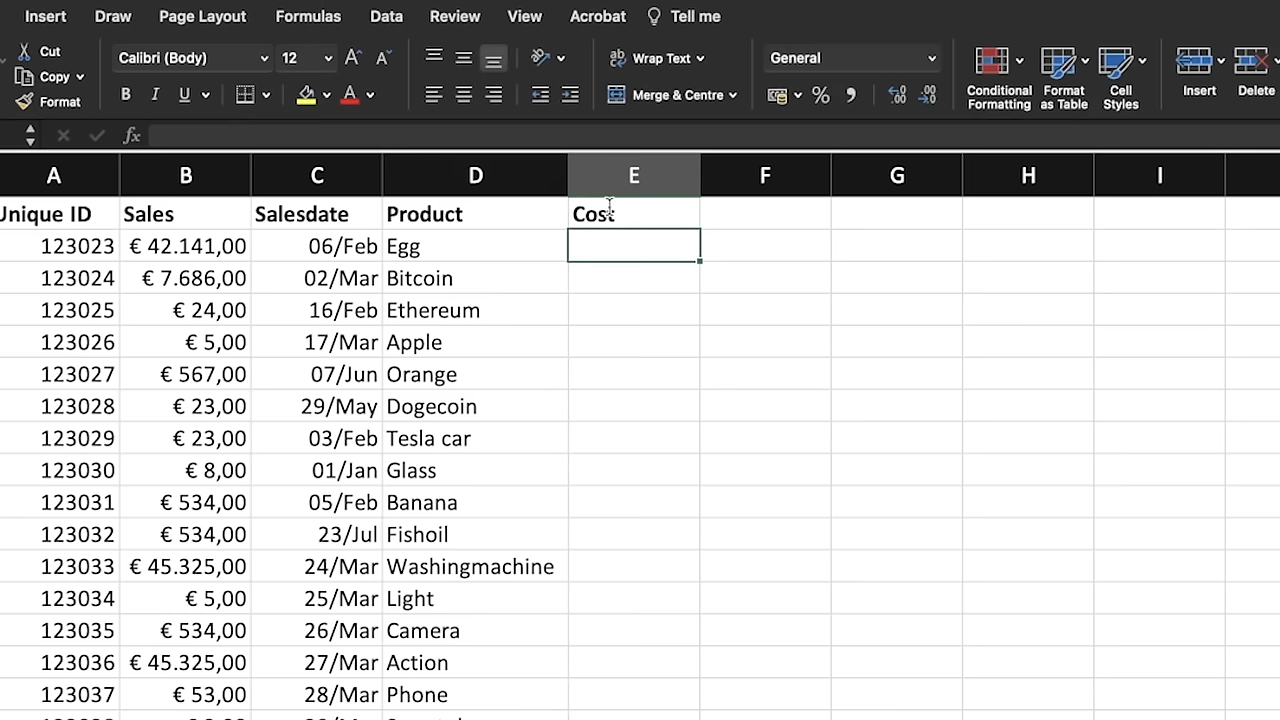 Insert Draw Page Layout Formulas Data Review View Acrobat Tell me
Cut
Copy
Format
Calibri (Body) 12 A A
B I U A
ab Wrap Text
Merge & Centre
General
% ,
Conditional Formatting
Format as Table
Cell Styles
Insert
Delete
fx
A B C D E F G H I
Unique ID Sales Salesdate Product Cost
123023 € 42.141,00 06/Feb Egg
123024 € 7.686,00 02/Mar Bitcoin
123025 € 24,00 16/Feb Ethereum
123026 € 5,00 17/Mar Apple
123027 € 567,00 07/Jun Orange
123028 € 23,00 29/May Dogecoin
123029 € 23,00 03/Feb Tesla car
123030 € 8,00 01/Jan Glass
123031 € 534,00 05/Feb Banana
123032 € 534,00 23/Jul Fishoil
123033 € 45.325,00 24/Mar Washingmachine
123034 € 5,00 25/Mar Light
123035 € 534,00 26/Mar Camera
123036 € 45.325,00 27/Mar Action
123037 € 53,00 28/Mar Phone